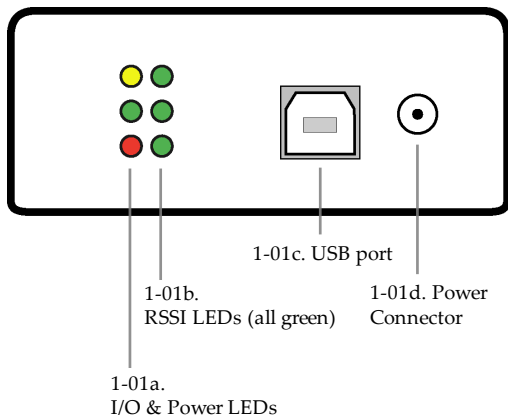 1-01c. USB port
1-01b.
RSSI LEDs (all green)
1-01d. Power
Connector
1-01a.
I/O & Power LEDs